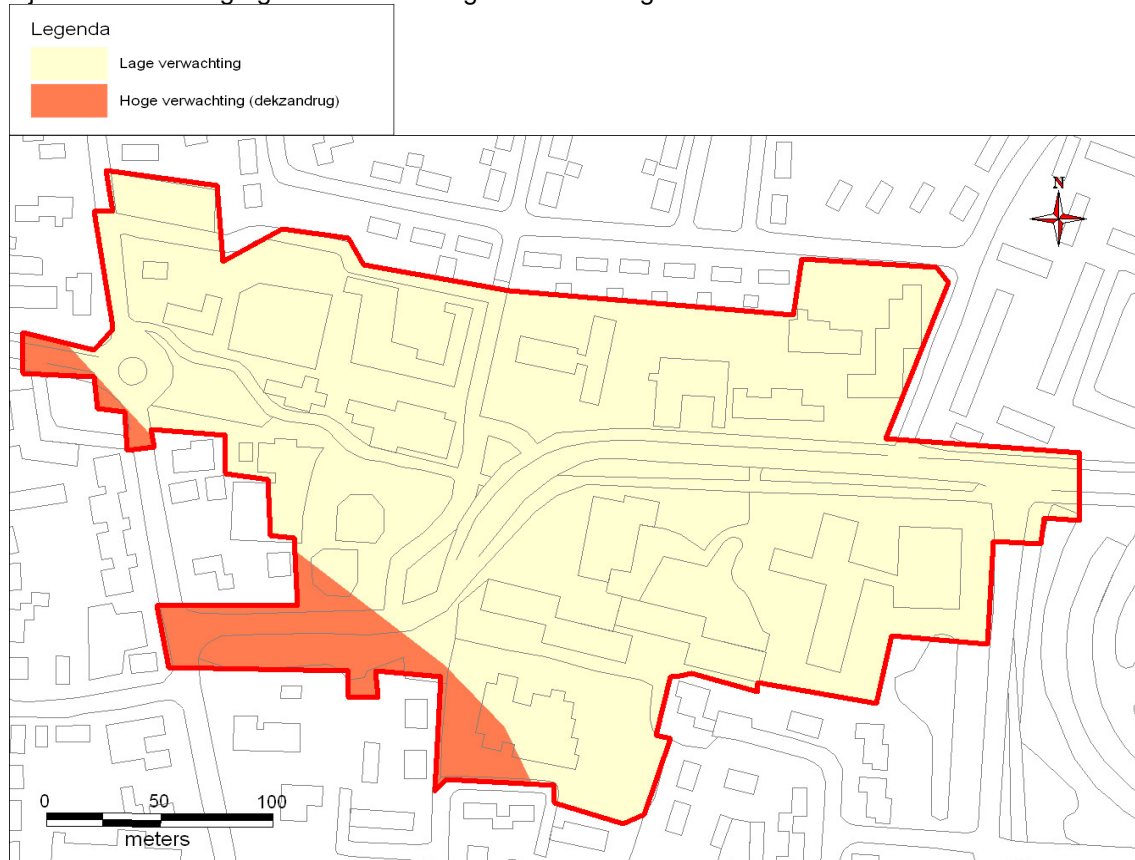 Legenda
Lage verwachting
Hoge verwachting (dekzandrug)
N
0 50 100
meters